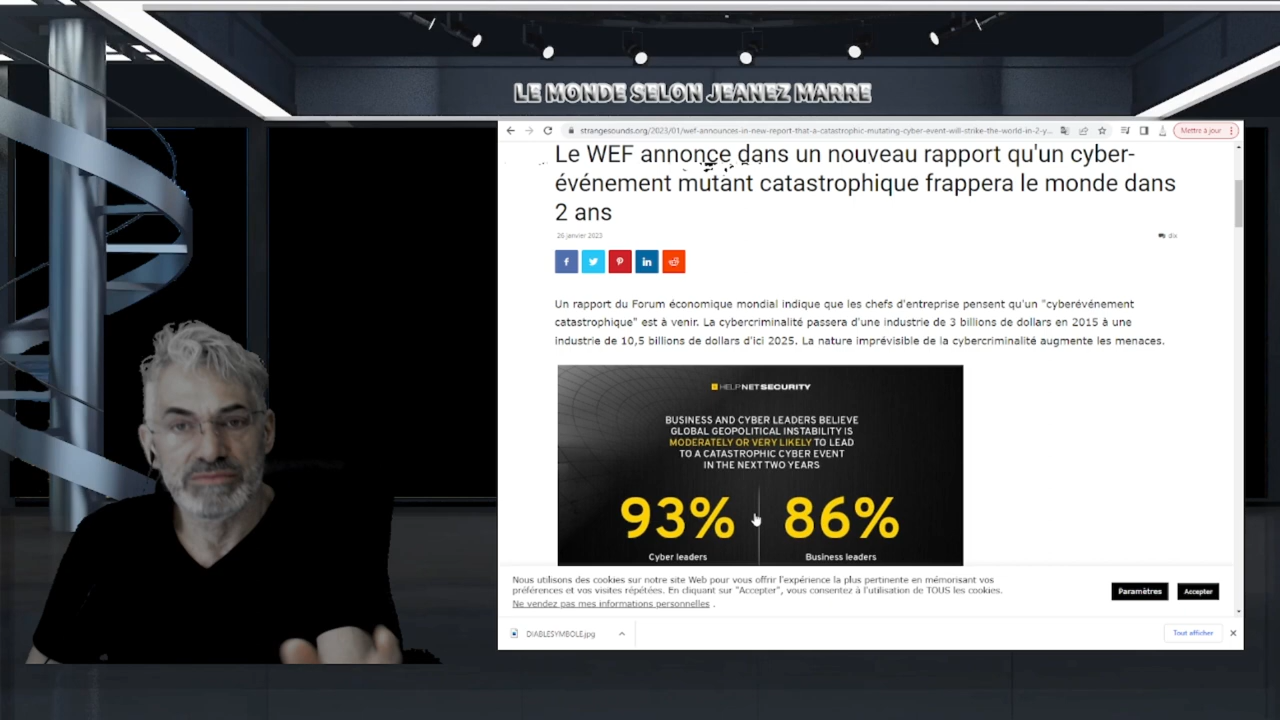 LE MONDE SELON JEANEZ MARRE
strangesounds.org/2023/01/wef-announces-in-new-report-that-a-catastrophic-mutating-cyber-event-will-strike-the-world-in-2-y...
Mettre à jour
Le WEF annonce dans un nouveau rapport qu'un cyber-
événement mutant catastrophique frappera le monde dans
2 ans
26 janvier 2023
dix
Un rapport du Forum économique mondial indique que les chefs d'entreprise pensent qu'un "cyberévénement
catastrophique" est à venir. La cybercriminalité passera d'une industrie de 3 billions de dollars en 2015 à une
industrie de 10,5 billions de dollars d'ici 2025. La nature imprévisible de la cybercriminalité augmente les menaces.
HELPNETSECURITY
BUSINESS AND CYBER LEADERS BELIEVE
GLOBAL GEOPOLITICAL INSTABILITY IS
MODERATELY OR VERY LIKELY TO LEAD
TO A CATASTROPHIC CYBER EVENT
IN THE NEXT TWO YEARS
93% 86%
Cyber leaders Business leaders
Nous utilisons des cookies sur notre site Web pour vous offrir l'expérience la plus pertinente en mémorisant vos
préférences et vos visites répétées. En cliquant sur "Accepter", vous consentez à l'utilisation de TOUS les cookies.
Ne vendez pas mes informations personnelles .
Paramètres Accepter
DIABLESYMBOLE.jpg
Tout afficher